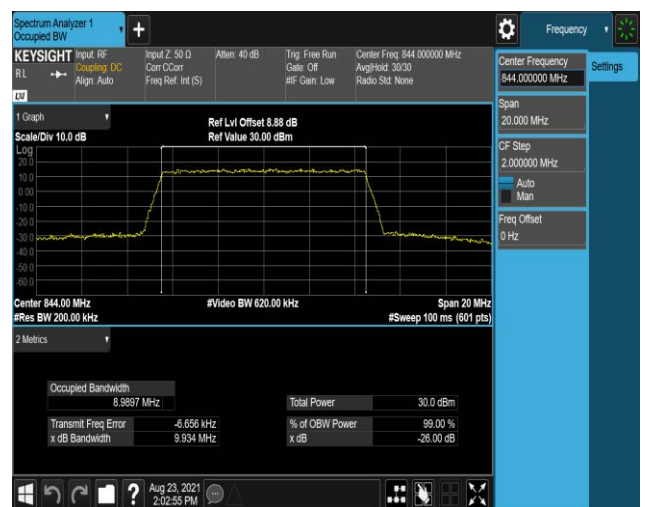 Spectrum Analyzer 1
Occupied BW
Frequency
KEYSIGHT
RL
LXI
Input: RF
Coupling: DC
Align: Auto
Input Z: 50 Ω
Corr CCorr
Freq Ref: Int (S)
Atten: 40 dB
Trig: Free Run
Gate: Off
#IF Gain: Low
Center Freq: 844.000000 MHz
Avg|Hold: 30/30
Radio Std: None
Center Frequency
844.000000 MHz
Settings
Span
20.000 MHz
CF Step
2.000000 MHz
Auto
Man
Freq Offset
0 Hz
1 Graph
Scale/Div 10.0 dB
Ref Lvl Offset 8.88 dB
Ref Value 30.00 dBm
Log
20.0
10.0
0.00
-10.0
-20.0
-30.0
-40.0
-50.0
-60.0
Center 844.00 MHz
#Res BW 200.00 kHz
#Video BW 620.00 kHz
Span 20 MHz
#Sweep 100 ms (601 pts)
2 Metrics
Occupied Bandwidth
8.9897 MHz
Total Power 30.0 dBm
Transmit Freq Error -6.656 kHz
% of OBW Power 99.00 %
x dB Bandwidth 9.934 MHz
x dB -26.00 dB
?
Aug 23, 2021
2:02:55 PM